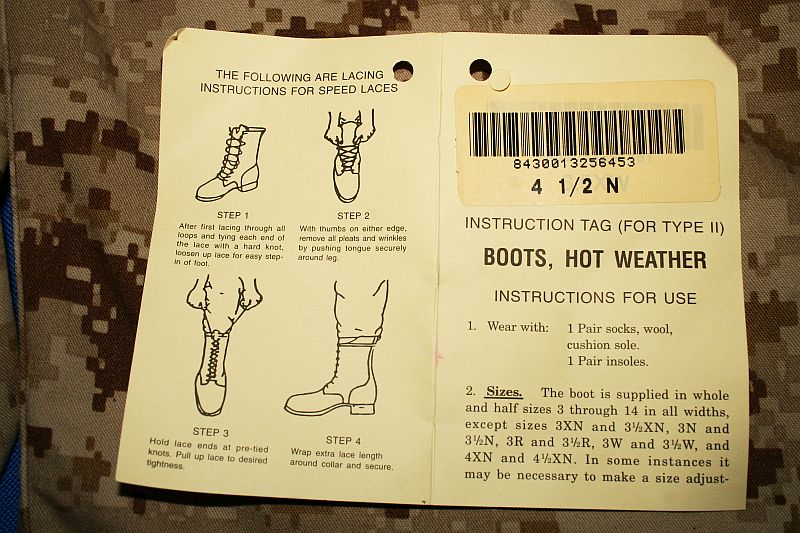 THE FOLLOWING ARE LACING
INSTRUCTIONS FOR SPEED LACES
STEP 1
After first lacing through all
loops and tying each end of
the lace with a hard knot,
loosen up lace for easy step-
in of foot.
STEP 2
With thumbs on either edge,
remove all pleats and wrinkles
by pushing tongue securely
around leg.
STEP 3
Hold lace ends at pre-tied
knots. Pull up lace to desired
tightness.
STEP 4
Wrap extra lace length
around collar and secure.
8430013256453
4 1/2 N
INSTRUCTION TAG (FOR TYPE II)
BOOTS, HOT WEATHER
INSTRUCTIONS FOR USE
1. Wear with: 1 Pair socks, wool,
cushion sole.
1 Pair insoles.
2. Sizes. The boot is supplied in whole
and half sizes 3 through 14 in all widths,
except sizes 3XN and 3½XN, 3N and
3½N, 3R and 3½R, 3W and 3½W, and
4XN and 4½XN. In some instances it
may be necessary to make a size adjust-